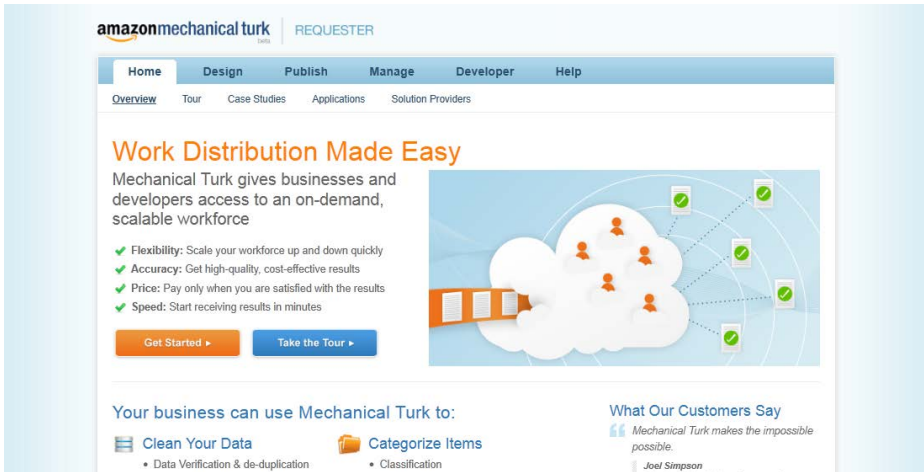 amazonmechanical turk
beta
REQUESTER
Home Design Publish Manage Developer Help
Overview Tour Case Studies Applications Solution Providers
Work Distribution Made Easy
Mechanical Turk gives businesses and
developers access to an on-demand,
scalable workforce
Flexibility: Scale your workforce up and down quickly
Accuracy: Get high-quality, cost-effective results
Price: Pay only when you are satisfied with the results
Speed: Start receiving results in minutes
Get Started
Take the Tour
Your business can use Mechanical Turk to:
Clean Your Data
• Data Verification & de-duplication
Categorize Items
• Classification
What Our Customers Say
Mechanical Turk makes the impossible
possible.
Joel Simpson